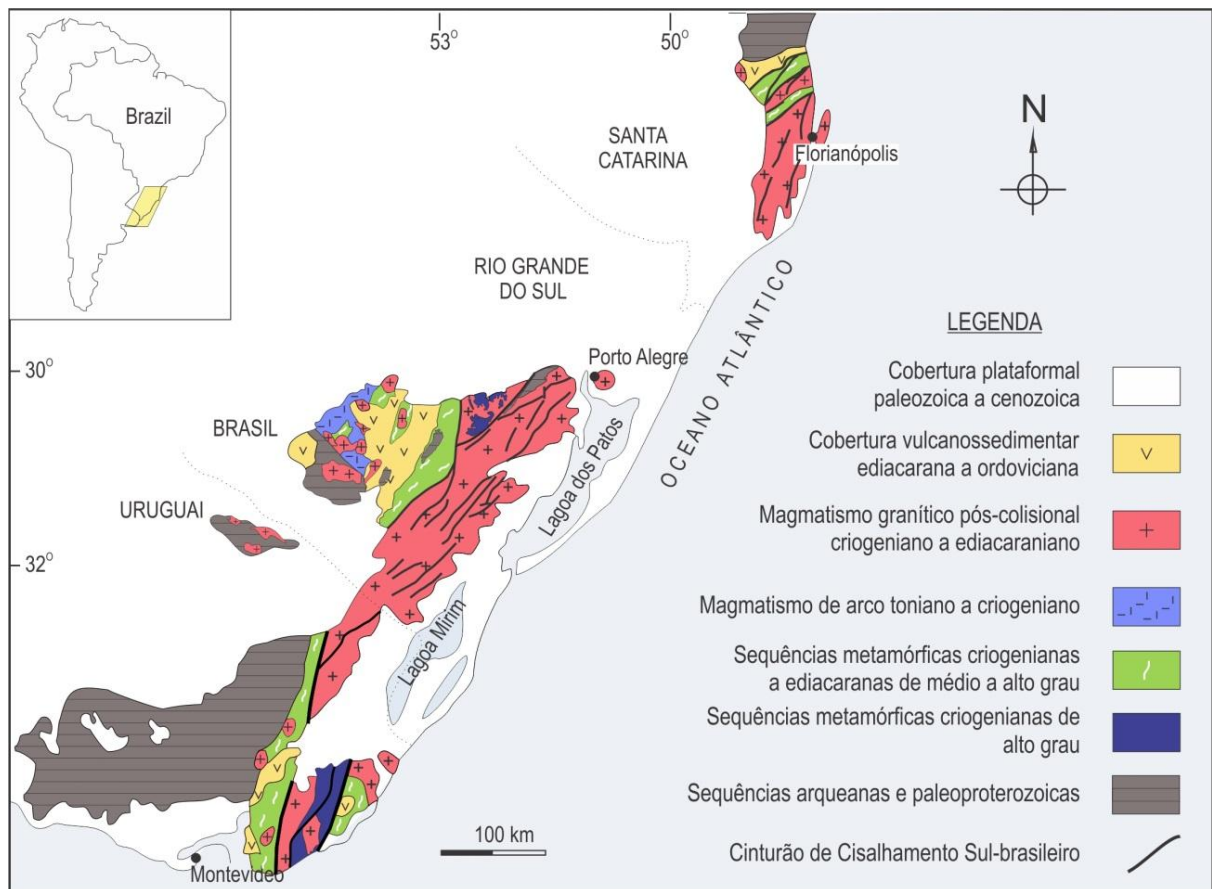 53°
50°
Brazil
SANTA
CATARINA
Florianópolis
N
RIO GRANDE
DO SUL
OCEANO ATLÂNTICO
30°
Porto Alegre
BRASIL
Lagoa dos Patos
URUGUAI
32°
Lagoa Mirim
100 km
Montevideo
LEGENDA
Cobertura plataformal
paleozoica a cenozoica
Cobertura vulcanossedimentar
ediacarana a ordoviciana
Magmatismo granítico pós-colisional
criogeniano a ediacaraniano
Magmatismo de arco toniano a criogeniano
Sequências metamórficas criogenianas
a ediacaranas de médio a alto grau
Sequências metamórficas criogenianas de
alto grau
Sequências arqueanas e paleoproterozoicas
Cinturão de Cisalhamento Sul-brasileiro